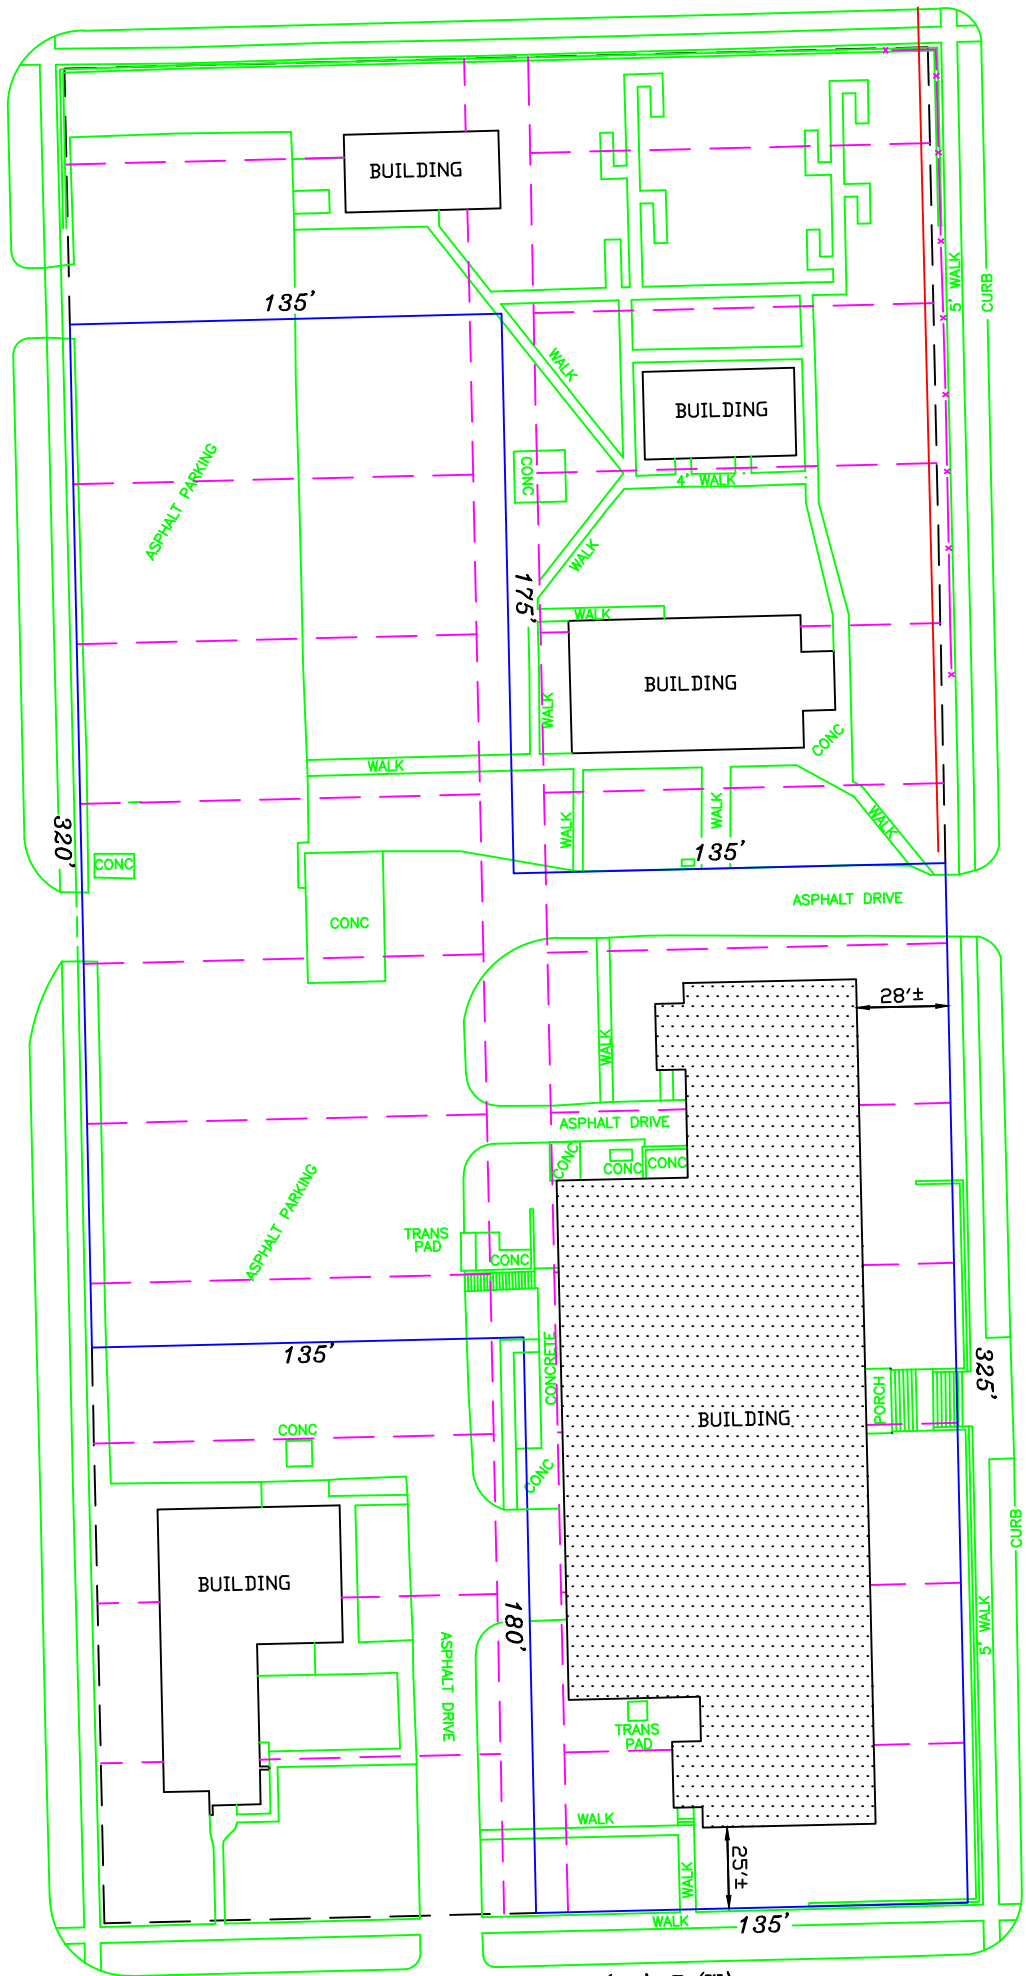 BUILDING
5' WALK
CURB
135'
WALK
BUILDING
ASPHALT PARKING
CONC
4' WALK
WALK
175'
WALK
BUILDING
WALK
CONC
WALK
320'
WALK
WALK
WALK
135'
CONC
ASPHALT DRIVE
CONC
28'±
WALK
ASPHALT DRIVE
CONC
CONC
CONC
ASPHALT PARKING
TRANS
PAD
CONC
135'
CONCRETE
325'
PORCH
BUILDING
CONC
CONC
CURB
BUILDING
180'
5' WALK
ASPHALT DRIVE
TRANS
PAD
WALK
25'±
WALK
WALK
135'